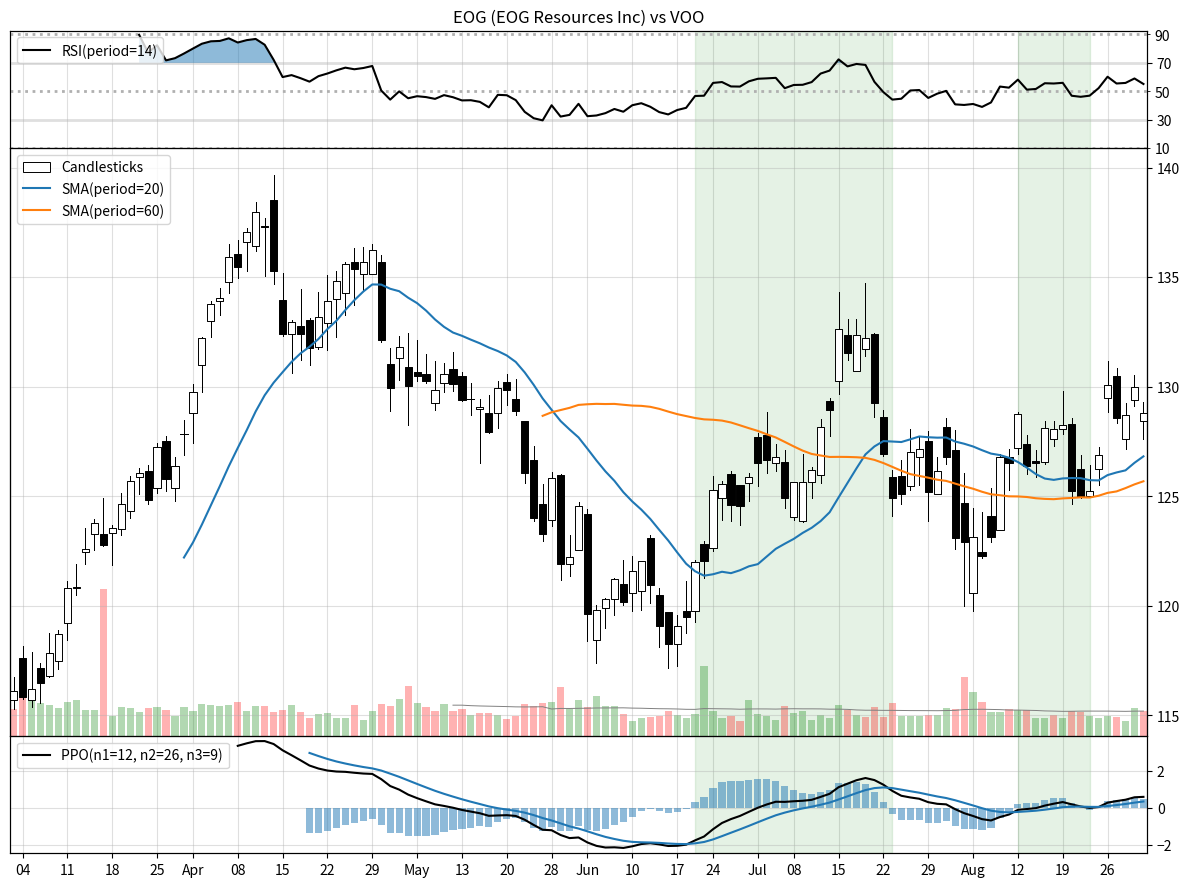 EOG (EOG Resources Inc) vs VOO
RSI(period=14)
90
70
50
30
10
Candlesticks
SMA(period=20)
SMA(period=60)
140
135
130
125
120
115
PPO(n1=12, n2=26, n3=9)
2
0
−2
04 11 18 25 Apr 08 15 22 29 May 13 20 28 Jun 10 17 24 Jul 08 15 22 29 Aug 12 19 26